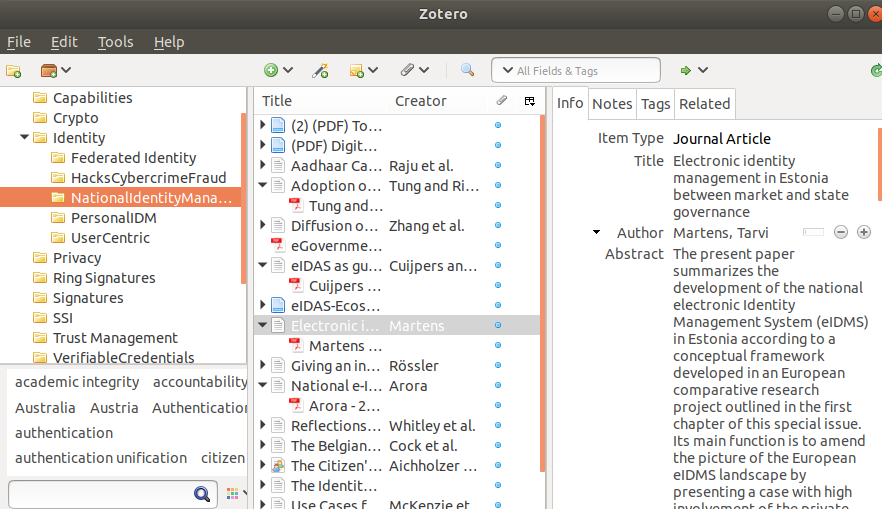 Zotero
File Edit Tools Help
All Fields & Tags
Capabilities
Crypto
Identity
Federated Identity
HacksCybercrimeFraud
NationalIdentityMana…
PersonalIDM
UserCentric
Privacy
Ring Signatures
Signatures
SSI
Trust Management
VerifiableCredentials
academic integrity accountability
Australia Austria Authentication
authentication
authentication unification citizen
Title Creator
(2) (PDF) To…
(PDF) Digit…
Aadhaar Ca… Raju et al.
Adoption o… Tung and Ri…
Tung and…
Diffusion o… Zhang et al.
eGovernme…
eIDAS as gu… Cuijpers an…
Cuijpers …
eIDAS-Ecos…
Electronic i… Martens
Martens …
Giving an in… Rössler
National e-I… Arora
Arora - 2…
Reflections… Whitley et al.
The Belgian… Cock et al.
The Citizen'… Aichholzer …
The Identit…
Use Cases f… McKenzie et…
Info Notes Tags Related
Item Type Journal Article
Title Electronic identity
management in Estonia
between market and state
governance
Author Martens, Tarvi
Abstract The present paper
summarizes the
development of the national
electronic Identity
Management System (eIDMS)
in Estonia according to a
conceptual framework
developed in an European
comparative research
project outlined in the first
chapter of this special issue.
Its main function is to amend
the picture of the European
eIDMS landscape by
presenting a case with high
involvement of the private